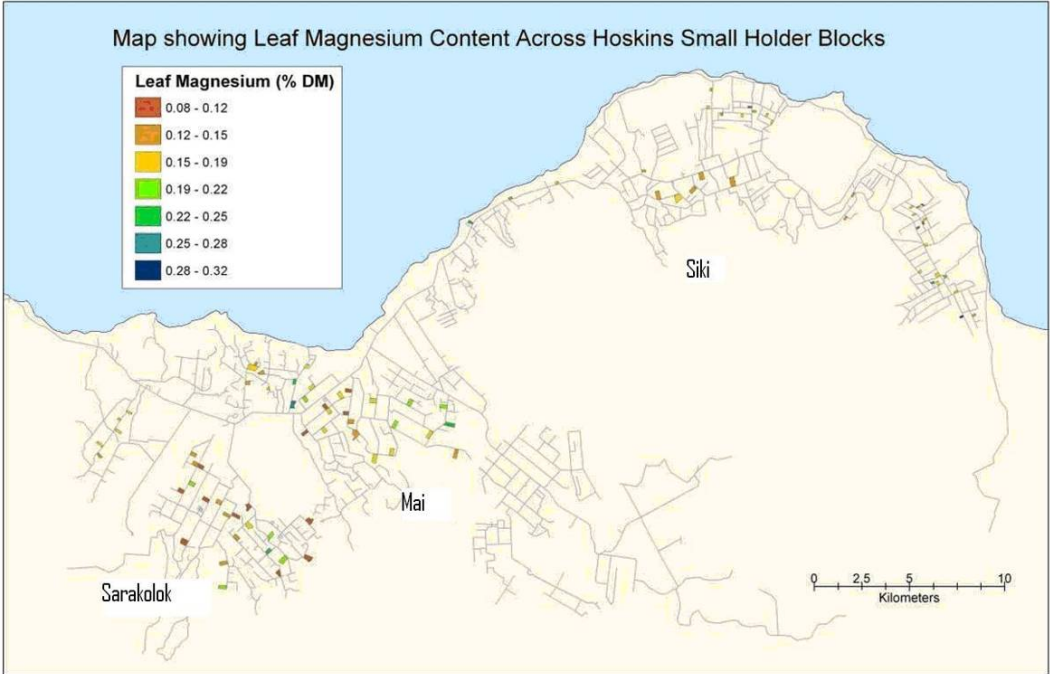 Map showing Leaf Magnesium Content Across Hoskins Small Holder Blocks
Leaf Magnesium (% DM)
0.08 - 0.12
0.12 - 0.15
0.15 - 0.19
0.19 - 0.22
0.22 - 0.25
0.25 - 0.28
0.28 - 0.32
Siki
Mai
Sarakolok
0 2,5 5 10
Kilometers